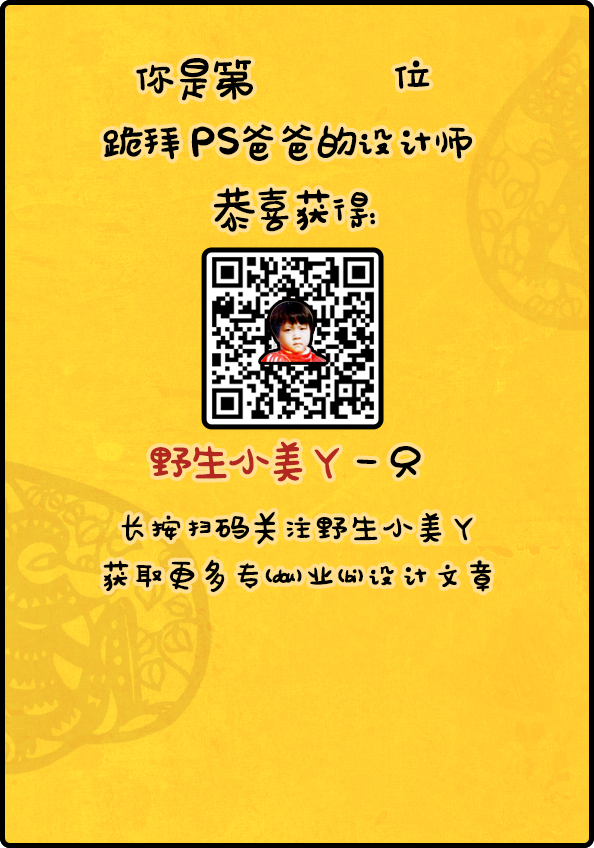 你是第 位
跪拜PS爸爸的设计师
恭喜获得:
野生小美丫一只
长按扫码关注野生小美丫
获取更多专(dou)业(bi)设计文章